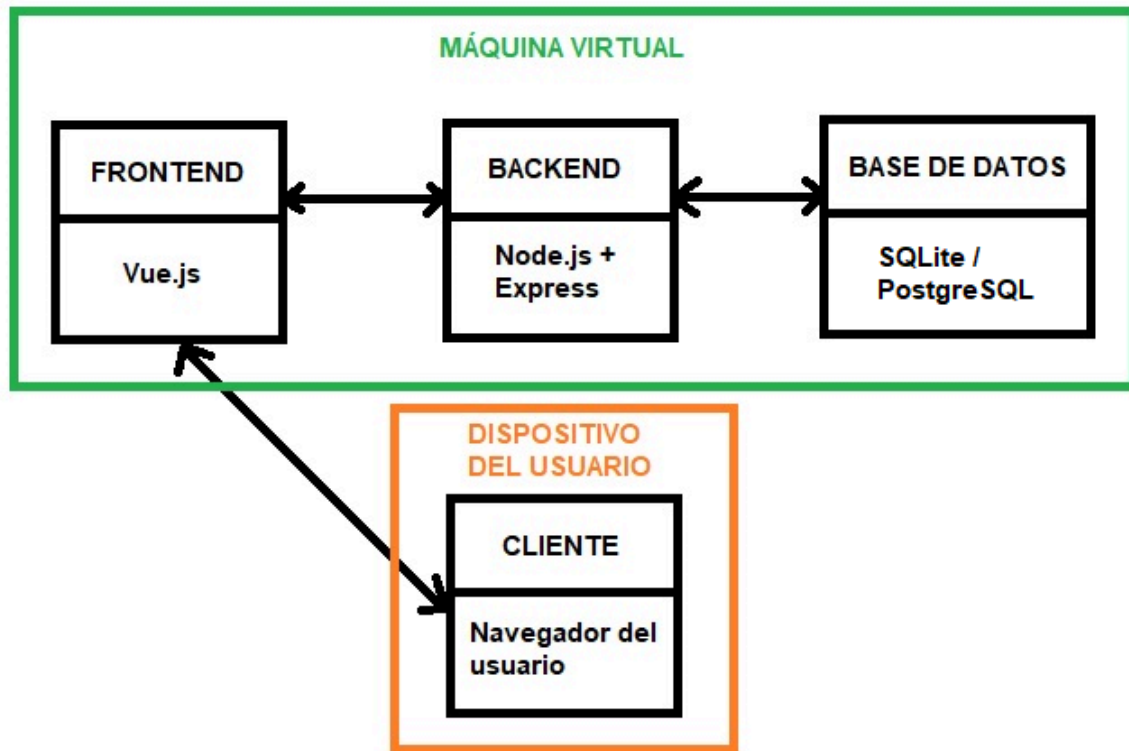 MÁQUINA VIRTUAL
FRONTEND
Vue.js
BACKEND
Node.js +
Express
BASE DE DATOS
SQLite /
PostgreSQL
DISPOSITIVO
DEL USUARIO
CLIENTE
Navegador del
usuario